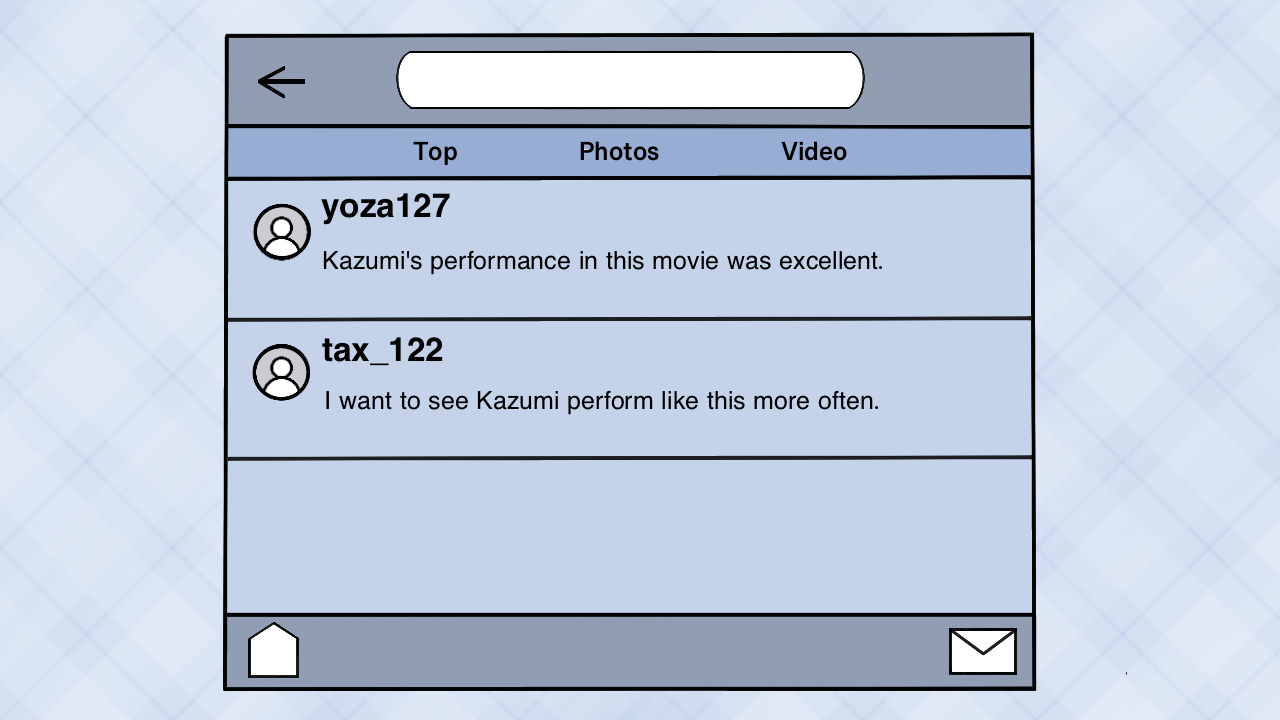 Top Photos Video
yoza127
Kazumi's performance in this movie was excellent.
tax_122
I want to see Kazumi perform like this more often.